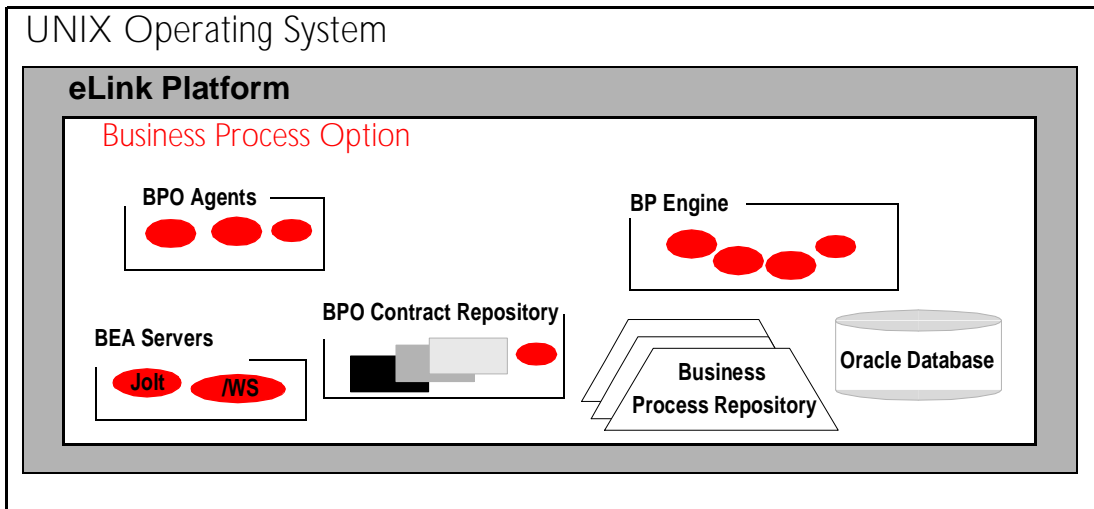 UNIX Operating System
eLink Platform
Business Process Option
BPO Agents
BP Engine
BPO Contract Repository
BEA Servers
Jolt
/WS
Business
Process Repository
Oracle Database